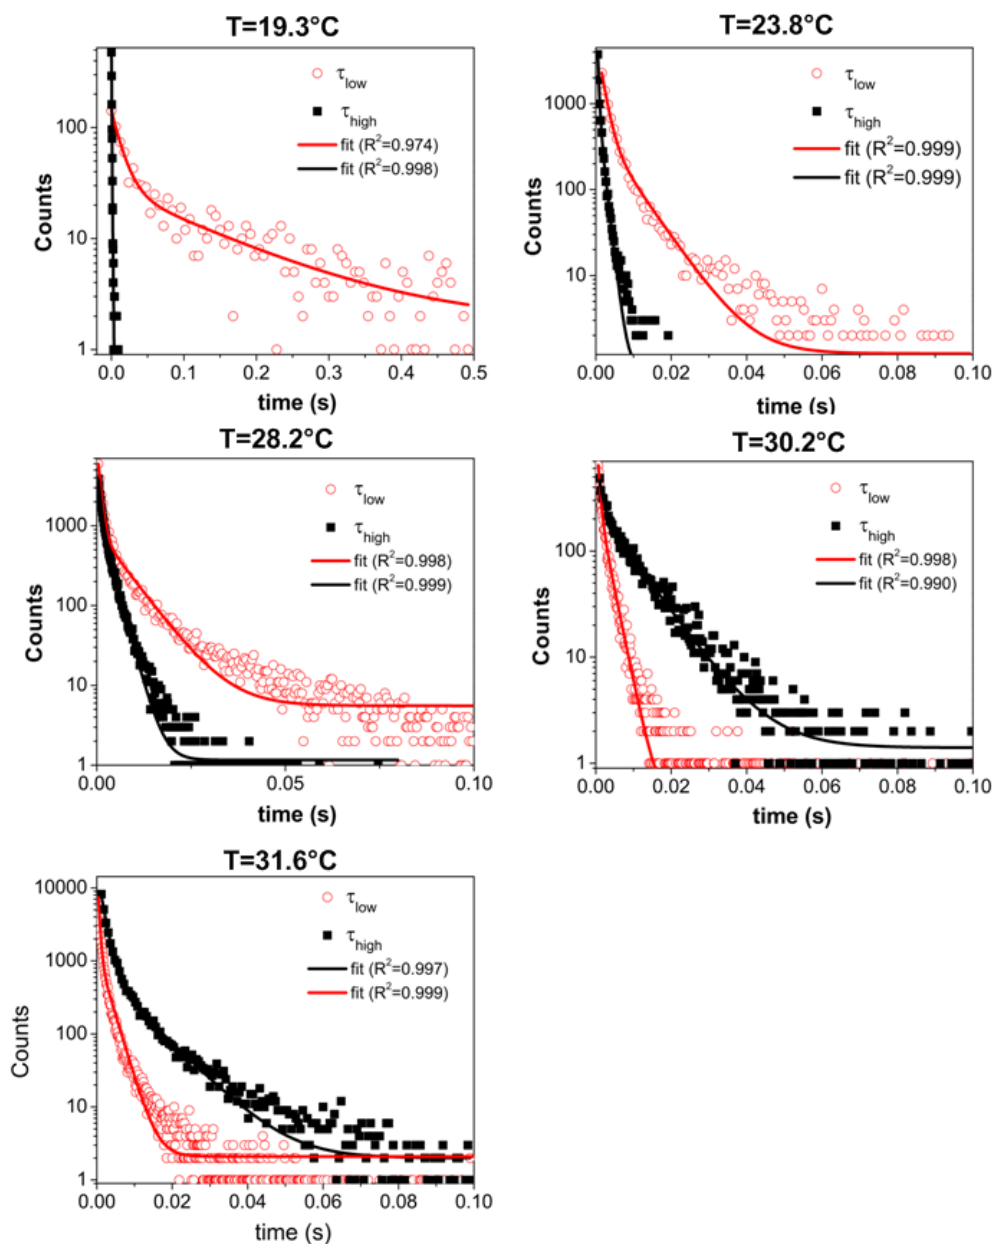 T=19.3°C
Counts
100
10
1
τlow
τhigh
fit (R²=0.974)
fit (R²=0.998)
0.0 0.1 0.2 0.3 0.4 0.5
time (s)
T=23.8°C
Counts
1000
100
10
τlow
τhigh
fit (R²=0.999)
fit (R²=0.999)
0.00 0.02 0.04 0.06 0.08 0.10
time (s)
T=28.2°C
Counts
1000
100
10
1
τlow
τhigh
fit (R²=0.998)
fit (R²=0.999)
0.00 0.05 0.10
time (s)
T=30.2°C
Counts
100
10
1
τlow
τhigh
fit (R²=0.998)
fit (R²=0.990)
0.00 0.02 0.04 0.06 0.08 0.10
time (s)
T=31.6°C
Counts
10000
1000
100
10
1
τlow
τhigh
fit (R²=0.997)
fit (R²=0.999)
0.00 0.02 0.04 0.06 0.08 0.10
time (s)